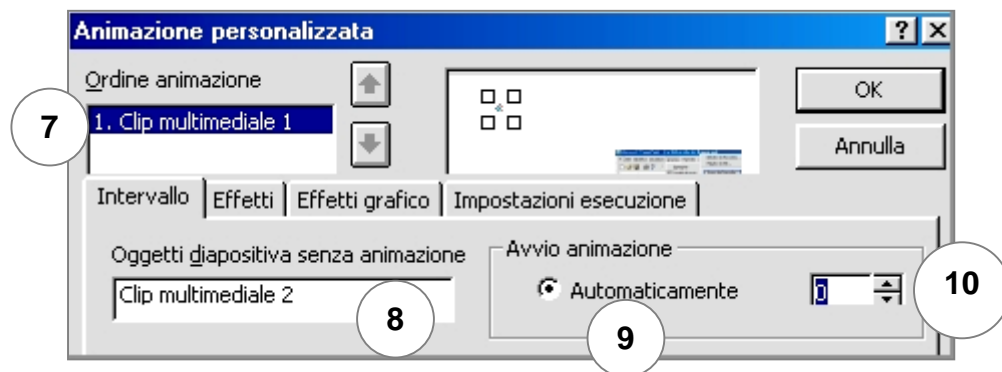 Animazione personalizzata
Ordine animazione
OK
7
1. Clip multimediale 1
Annulla
Intervallo Effetti Effetti grafico Impostazioni esecuzione
Oggetti diapositiva senza animazione
Avvio animazione
Clip multimediale 2
Automaticamente
0
10
8
9